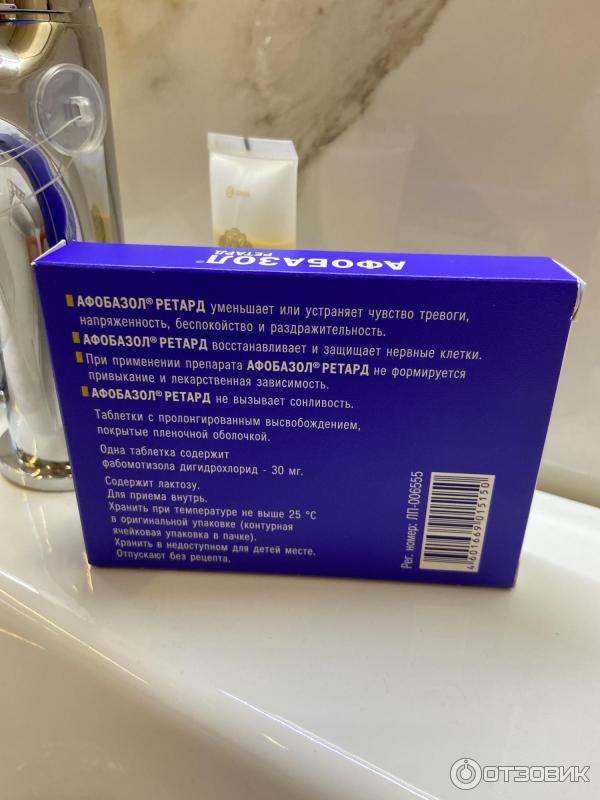 АФОБАЗОЛ
РЕТАРД
АФОБАЗОЛ® РЕТАРД уменьшает или устраняет чувство тревоги,
напряженность, беспокойство и раздражительность.
АФОБАЗОЛ® РЕТАРД восстанавливает и защищает нервные клетки.
При применении препарата АФОБАЗОЛ® РЕТАРД не формируется
привыкание и лекарственная зависимость.
АФОБАЗОЛ® РЕТАРД не вызывает сонливость.
Таблетки с пролонгированным высвобождением,
покрытые пленочной оболочкой.
Одна таблетка содержит
фабомотизола дигидрохлорид - 30 мг.
Содержит лактозу.
Для приема внутрь.
Хранить при температуре не выше 25 °С
в оригинальной упаковке (контурная
ячейковая упаковка в пачке).
Хранить в недоступном для детей месте.
Отпускают без рецепта.
Рег. номер: ЛП-006555
4601669015150
ОТЗОВИК